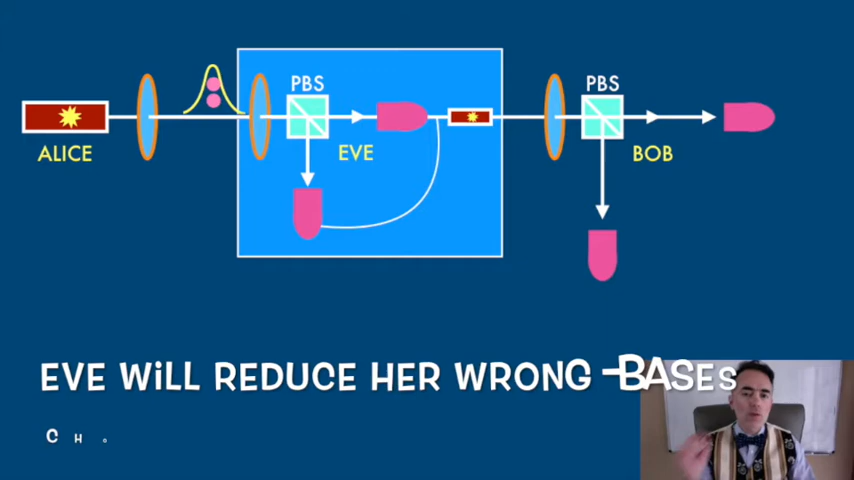 PBS
PBS
ALICE
EVE
BOB
EVE WiLL REDUCE HER WRONG-BASES
C H o